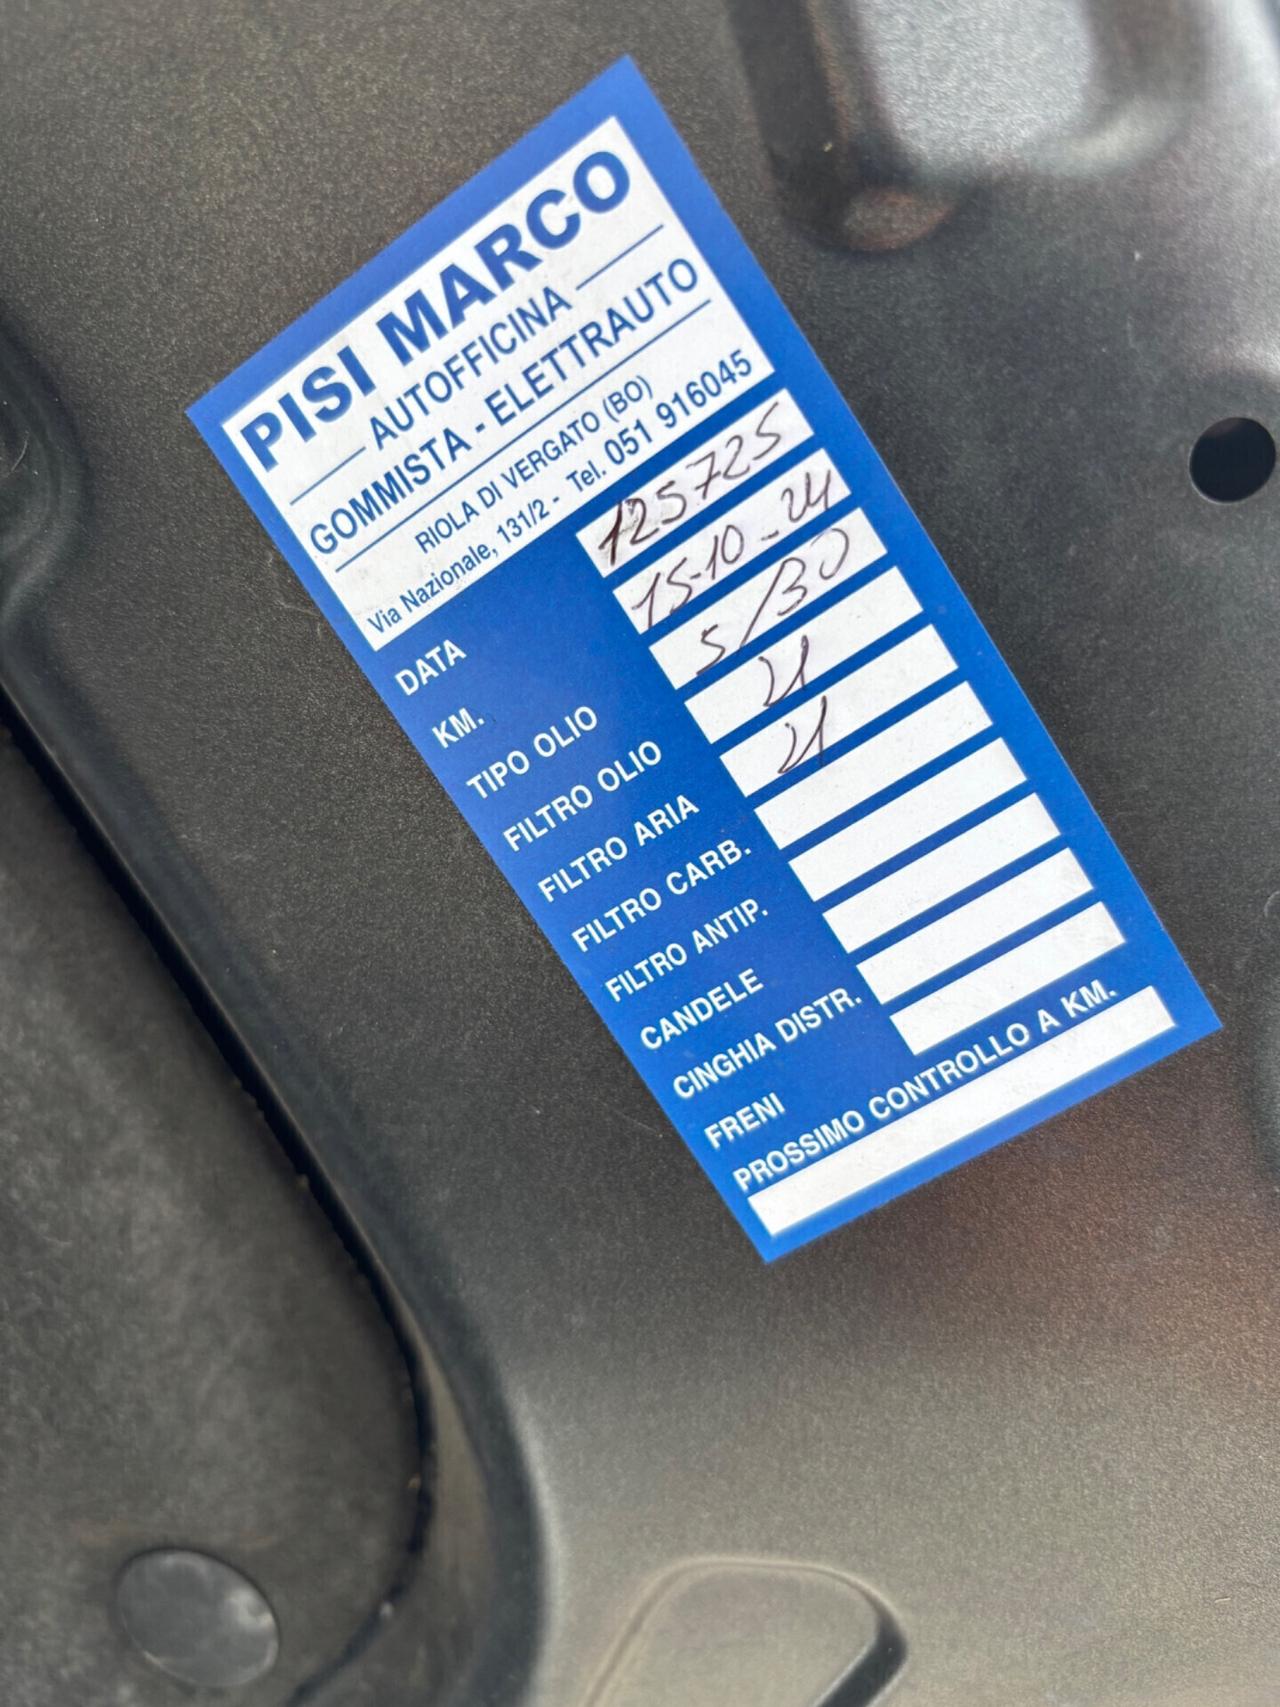 PISI MARCO
AUTOFFICINA
GOMMISTA - ELETTRAUTO
RIOLA DI VERGATO (BO)
Via Nazionale, 131/2 - Tel. 051 916045
DATA 125725
KM. 15-10-24
TIPO OLIO 5/30
FILTRO OLIO
FILTRO ARIA
FILTRO CARB.
FILTRO ANTIP.
CANDELE
CINGHIA DISTR.
FRENI
PROSSIMO CONTROLLO A KM.